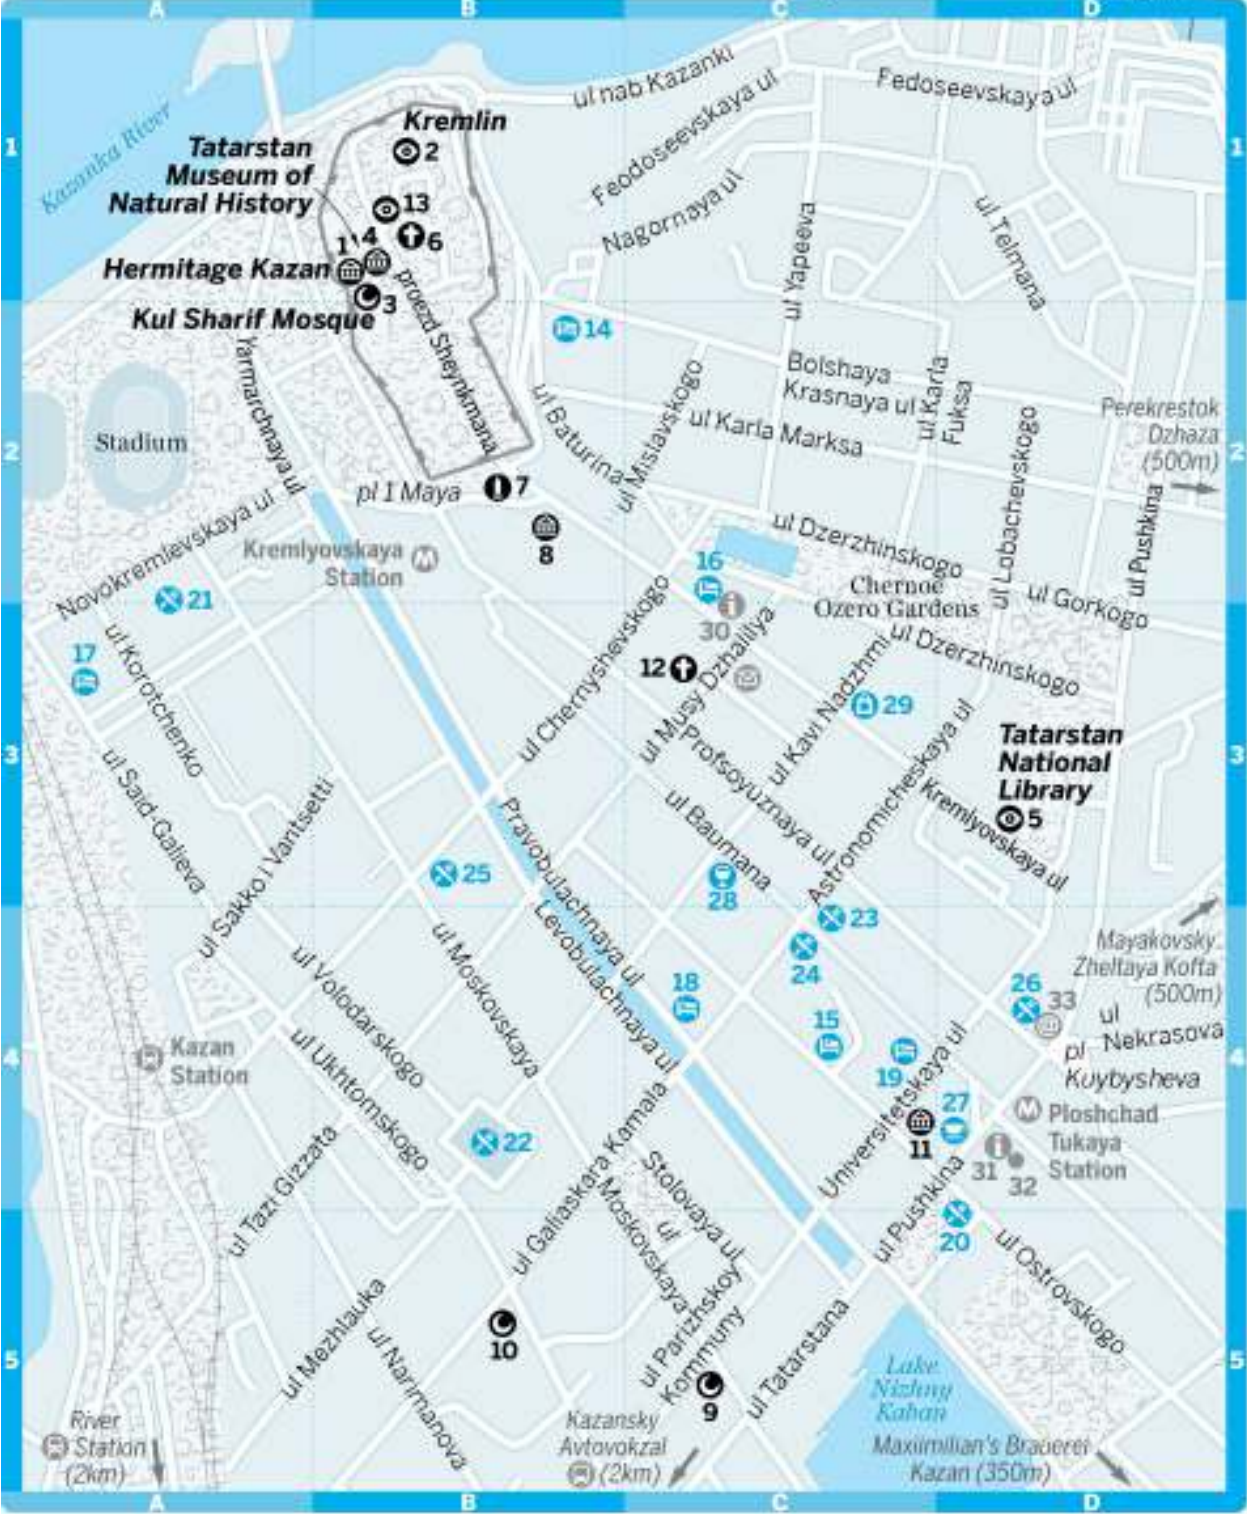 A
B
C
D
1
1
ul nab Kazanki
Fedoseevskaya ul
Feodoseevskaya ul
Kazanka River
Kremlin
2
Tatarstan
Museum of
Natural History
13
Nagornaya ul
ul Yapeeva
ul Telmana
1
4
6
Hermitage Kazan
3
Kul Sharif Mosque
proezd Sheynkmana
14
Yarmarchnaya ul
Bolshaya
Krasnaya ul
ul Karla
Fuksa
ul Baturina
ul Mislavskogo
ul Karla Marksa
Perekrestok
Dzhaza
(500m)
Stadium
2
2
ul Lobachevskogo
ul Pushkina
pl 1 Maya
7
8
ul Dzerzhinskogo
Novokremlevskaya ul
Kremlyovskaya
Station
16
Chernoe
Ozero Gardens
ul Gorkogo
21
30
ul Dzerzhinskogo
17
ul Korotchenko
ul Chernyshevskogo
12
ul Musy Dzhalilya
ul Kavi Nadzhmi
29
3
3
Tatarstan
National
Library
5
ul Said-Galieva
ul Sakko i Vantsetti
Profsoyuznaya ul
Astronomicheskaya ul
Kremlyovskaya ul
Pravobulachnaya ul
ul Baumana
25
28
23
24
Levobulachnaya ul
ul Moskovskaya
ul Volodarskogo
Mayakovsky.
Zheltaya Kofta
(500m)
18
26
33
ul
Nekrasova
15
4
4
Kazan
Station
ul Ukhtomskogo
19
pl
Kuybysheva
Universitetskaya ul
27
11
Ploshchad
Tukaya
Station
31
32
22
ul Tazi Gizzata
ul Galiaskara Kamala
Stolovaya ul
ul
Moskovskaya
ul Pushkina
20
ul Ostrovskogo
ul Mezhlauka
ul Narimanova
10
ul Parizhskoy
Kommuny
9
ul Tatarstana
5
5
Lake
Nizhny
Kaban
River
Station
(2km)
Kazansky
Avtovokzal
(2km)
Maximilian's Brauerei
Kazan (350m)
A
B
C
D